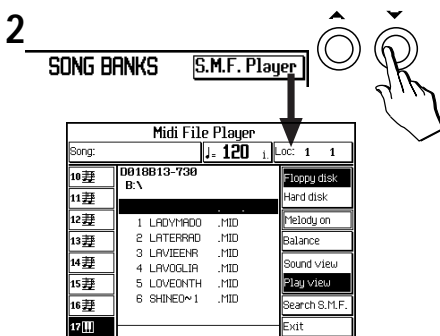 2
SONG BANKS S.M.F. Player
Midi File Player
Song: ♩= 120 i Loc: 1 1
D018B13-730
B:\
10 Floppy disk
11 Hard disk
12 1 LADYMADO .MID Melody on
13 2 LATERRAD .MID Balance
14 3 LAVIEENR .MID Sound view
4 LAVOGLIA .MID
15 5 LOVEONTH .MID Play view
16 6 SHINEO~1 .MID Search S.M.F.
17 Exit